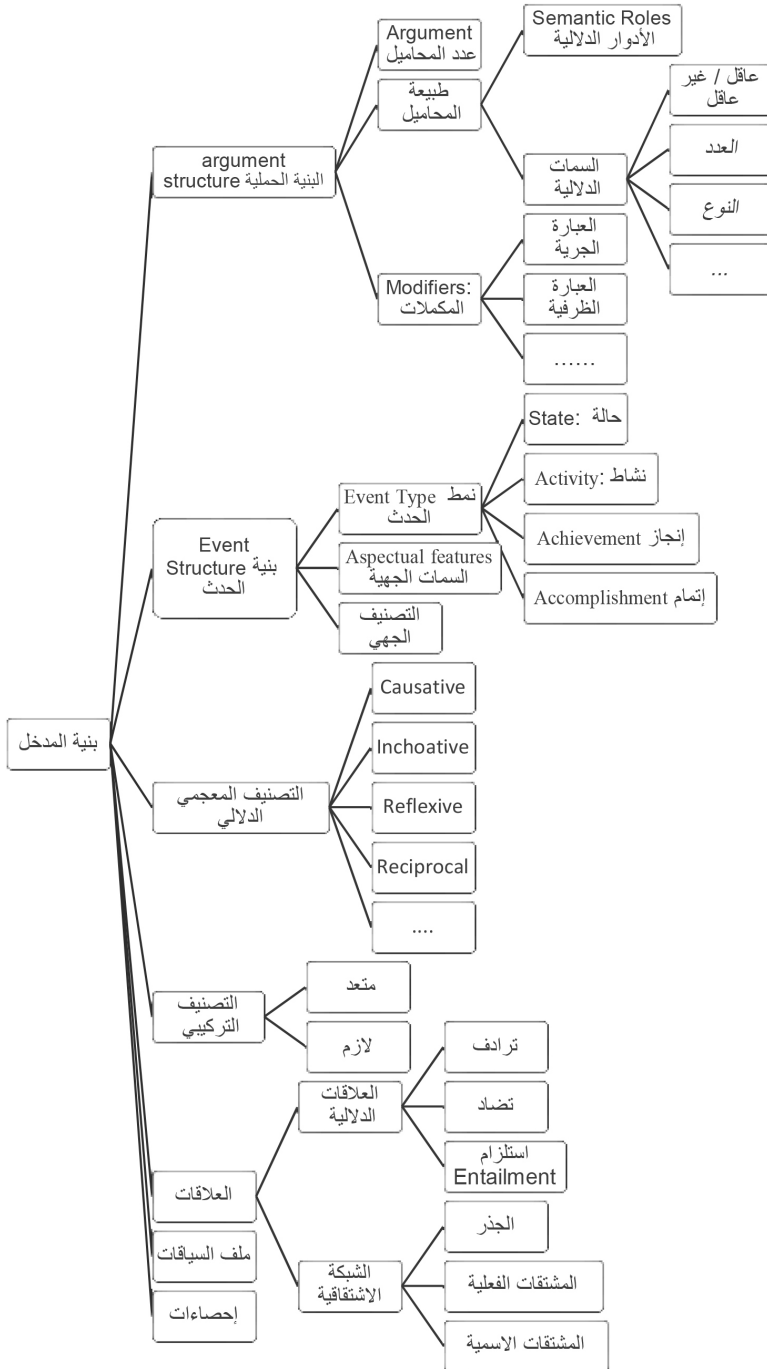 بنية المدخل
argument
structure البنية الحملية
Argument
عدد المحاميل
طبيعة
المحاميل
Semantic Roles
الأدوار الدلالية
السمات
الدلالية
عاقل / غير
عاقل
العدد
النوع
...
Modifiers:
المكملات
العبارة
الجرية
العبارة
الظرفية
……
Event
Structure بنية
الحدث
Event Type نمط
الحدث
State: حالة
Activity: نشاط
Achievement إنجاز
Accomplishment إتمام
Aspectual features
السمات الجهية
التصنيف
الجهي
التصنيف المعجمي
الدلالي
Causative
Inchoative
Reflexive
Reciprocal
....
التصنيف
التركيبي
متعد
لازم
العلاقات
العلاقات
الدلالية
ترادف
تضاد
استلزام
Entailment
الشبكة
الاشتقاقية
الجذر
المشتقات الفعلية
المشتقات الاسمية
ملف السياقات
إحصاءات